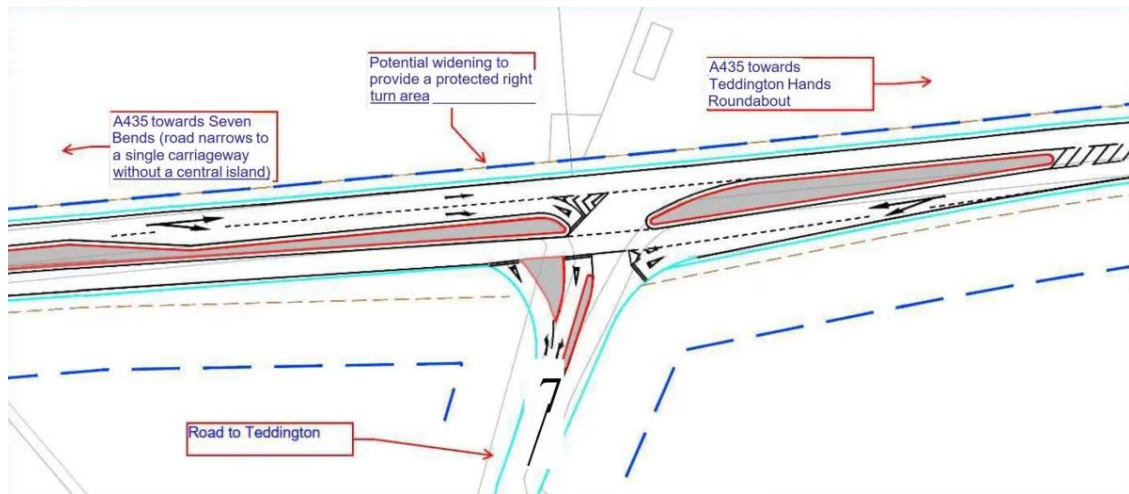 Potential widening to
provide a protected right
turn area
A435 towards
Teddington Hands
Roundabout
A435 towards Seven
Bends (road narrows to
a single carriageway
without a central island)
7
Road to Teddington